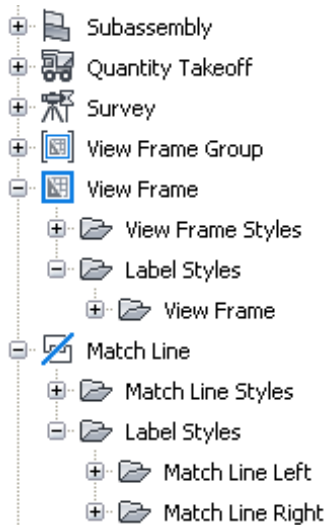 Subassembly
Quantity Takeoff
Survey
View Frame Group
View Frame
View Frame Styles
Label Styles
View Frame
Match Line
Match Line Styles
Label Styles
Match Line Left
Match Line Right